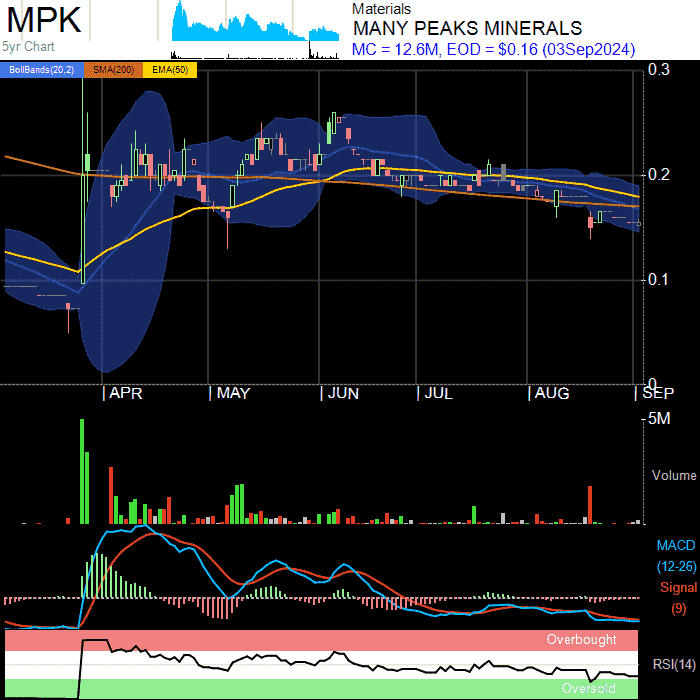 MPK
5yr Chart
Materials
MANY PEAKS MINERALS
MC = 12.6M, EOD = $0.16 (03Sep2024)
BollBands(20,2) SMA(200) EMA(50)
0.3
0.2
0.1
0
APR MAY JUN JUL AUG SEP
5M
Volume
MACD
(12-26)
Signal
(9)
Overbought
RSI(14)
Oversold